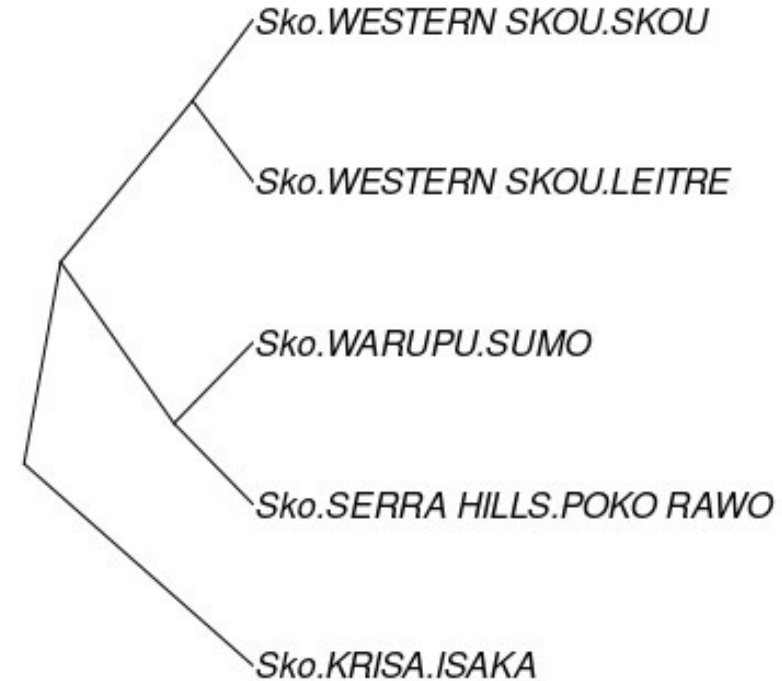 Sko.WESTERN SKOU.SKOU
Sko.WESTERN SKOU.LEITRE
Sko.WARUPU.SUMO
Sko.SERRA HILLS.POKO RAWO
Sko.KRISA.ISAKA